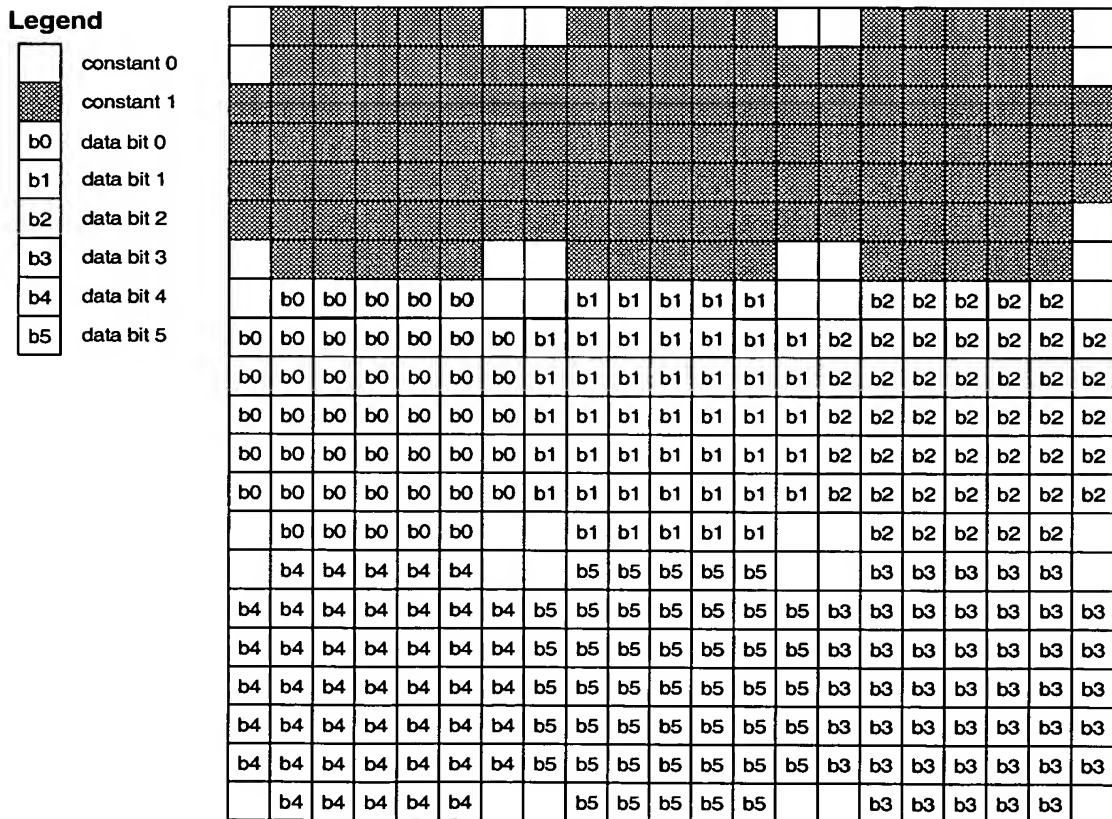 Legend
constant 0
constant 1
b0 data bit 0
b1 data bit 1
b2 data bit 2
b3 data bit 3
b4 data bit 4
b5 data bit 5
b0 b0 b0 b0 b0 b1 b1 b1 b1 b1 b2 b2 b2 b2 b2
b0 b0 b0 b0 b0 b0 b0 b1 b1 b1 b1 b1 b1 b1 b2 b2 b2 b2 b2 b2 b2
b0 b0 b0 b0 b0 b0 b0 b1 b1 b1 b1 b1 b1 b1 b2 b2 b2 b2 b2 b2 b2
b0 b0 b0 b0 b0 b0 b0 b1 b1 b1 b1 b1 b1 b1 b2 b2 b2 b2 b2 b2 b2
b0 b0 b0 b0 b0 b0 b0 b1 b1 b1 b1 b1 b1 b1 b2 b2 b2 b2 b2 b2 b2
b0 b0 b0 b0 b0 b0 b0 b1 b1 b1 b1 b1 b1 b1 b2 b2 b2 b2 b2 b2 b2
b0 b0 b0 b0 b0 b1 b1 b1 b1 b1 b2 b2 b2 b2 b2
b4 b4 b4 b4 b4 b5 b5 b5 b5 b5 b3 b3 b3 b3 b3
b4 b4 b4 b4 b4 b4 b4 b5 b5 b5 b5 b5 b5 b5 b3 b3 b3 b3 b3 b3 b3
b4 b4 b4 b4 b4 b4 b4 b5 b5 b5 b5 b5 b5 b5 b3 b3 b3 b3 b3 b3 b3
b4 b4 b4 b4 b4 b4 b4 b5 b5 b5 b5 b5 b5 b5 b3 b3 b3 b3 b3 b3 b3
b4 b4 b4 b4 b4 b4 b4 b5 b5 b5 b5 b5 b5 b5 b3 b3 b3 b3 b3 b3 b3
b4 b4 b4 b4 b4 b4 b4 b5 b5 b5 b5 b5 b5 b5 b3 b3 b3 b3 b3 b3 b3
b4 b4 b4 b4 b4 b5 b5 b5 b5 b5 b3 b3 b3 b3 b3